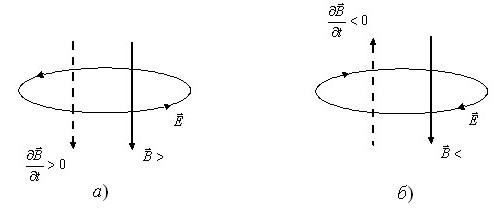 ∂B⃗/∂t < 0
E⃗
E⃗
∂B⃗/∂t > 0
B⃗ >
B⃗ <
а)
б)